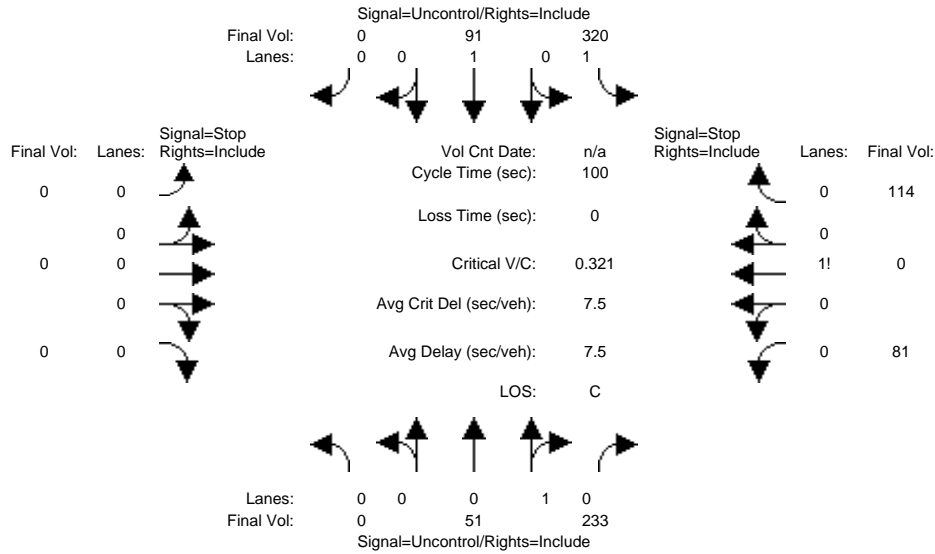 Signal=Uncontrol/Rights=Include
Final Vol: 0 91 320
Lanes: 0 0 1 0 1
Signal=Stop
Final Vol: Lanes: Rights=Include
Vol Cnt Date: n/a
Signal=Stop
Rights=Include Lanes: Final Vol:
Cycle Time (sec): 100
0 0
0 114
Loss Time (sec): 0
0
0
0 0
Critical V/C: 0.321
1! 0
0
Avg Crit Del (sec/veh): 7.5
0
0 0
Avg Delay (sec/veh): 7.5
0 81
LOS: C
Lanes: 0 0 0 1 0
Final Vol: 0 51 233
Signal=Uncontrol/Rights=Include